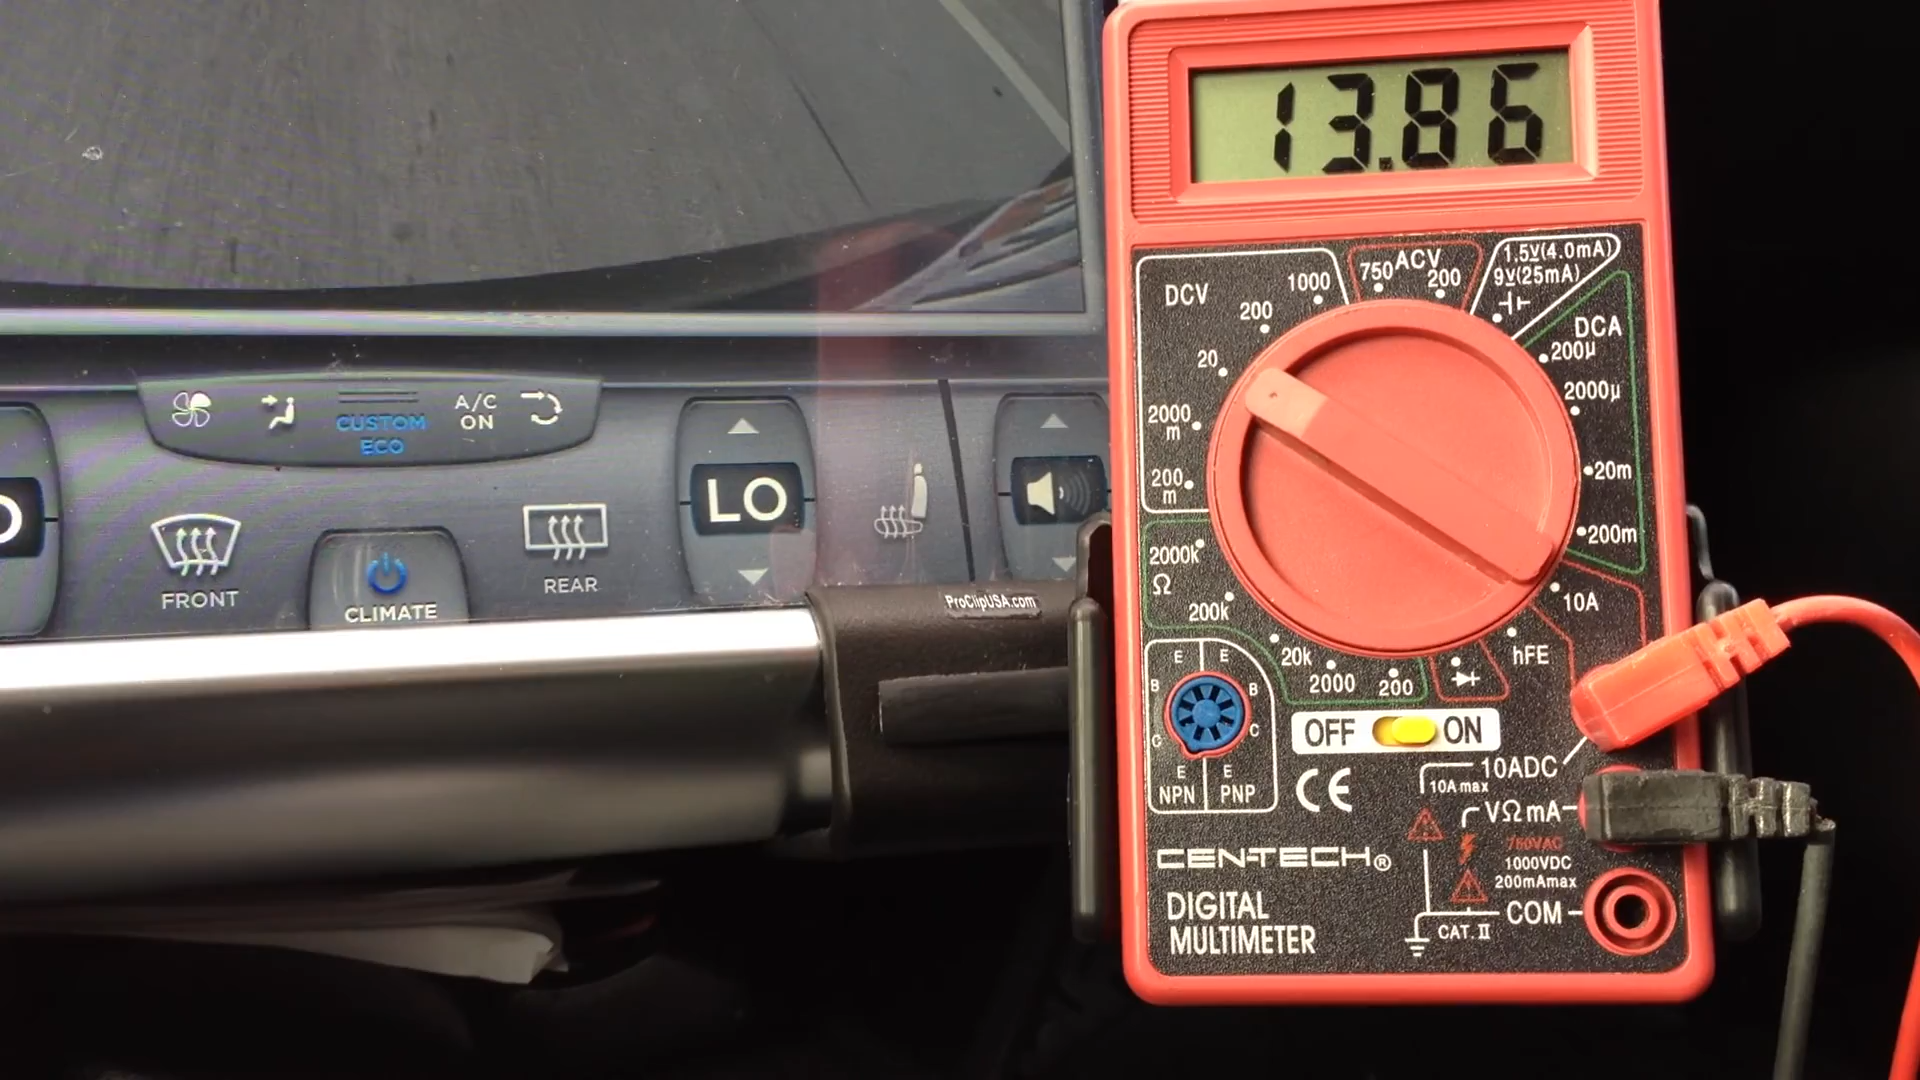 13.86
1.5v(4.0mA)
9v(25mA)
DCV
1000
750
ACV
200
200
DCA
20
200μ
2000μ
2000
m
200
m
20m
200m
2000k
Ω
200k
10A
20k
2000
200
hFE
E E
B B
C C
E E
NPN PNP
OFF ON
10ADC
10A max
VΩmA
750VAC
1000VDC
200mAmax
COM
CAT. II
CE
CEN-TECH®
DIGITAL
MULTIMETER
CUSTOM
ECO
A/C
ON
LO
FRONT
CLIMATE
REAR
ProClipUSA.com